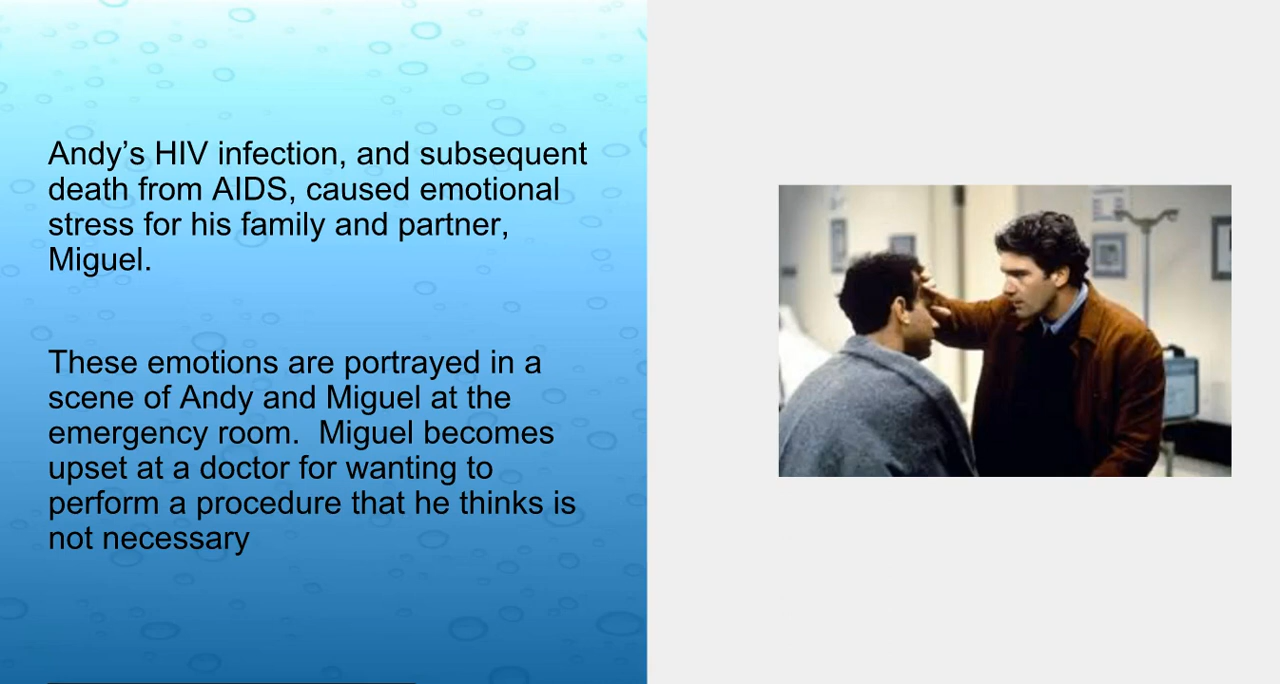 Andy’s HIV infection, and subsequent
death from AIDS, caused emotional
stress for his family and partner,
Miguel.
These emotions are portrayed in a
scene of Andy and Miguel at the
emergency room.  Miguel becomes
upset at a doctor for wanting to
perform a procedure that he thinks is
not necessary